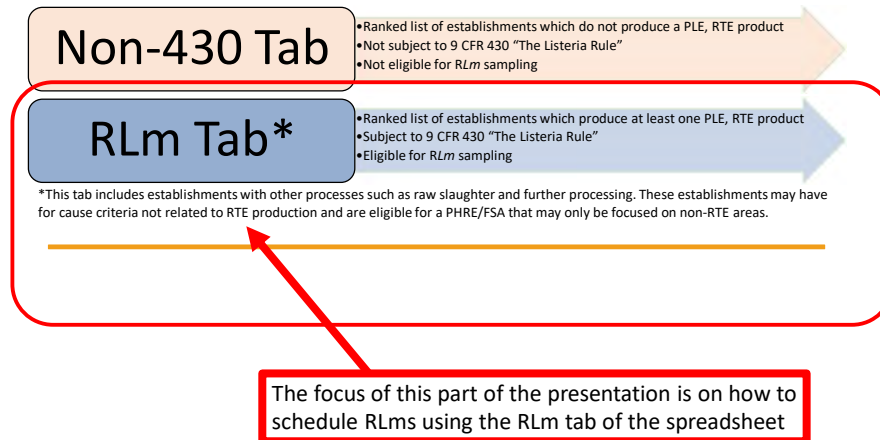 Non-430 Tab
•Ranked list of establishments which do not produce a PLE, RTE product
•Not subject to 9 CFR 430 “The Listeria Rule”
•Not eligible for RLm sampling
RLm Tab*
•Ranked list of establishments which produce at least one PLE, RTE product
•Subject to 9 CFR 430 “The Listeria Rule”
•Eligible for RLm sampling
*This tab includes establishments with other processes such as raw slaughter and further processing. These establishments may have
for cause criteria not related to RTE production and are eligible for a PHRE/FSA that may only be focused on non-RTE areas.
The focus of this part of the presentation is on how to
schedule RLms using the RLm tab of the spreadsheet